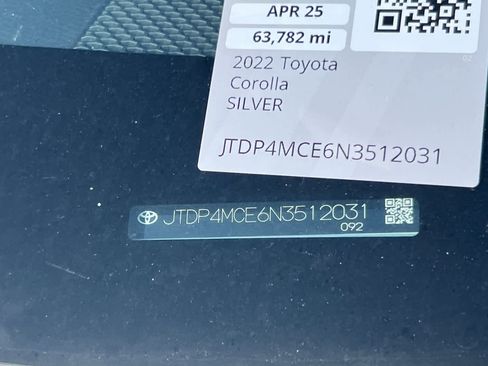 APR 25
63,782 mi
2022 Toyota
Corolla
SILVER
JTDP4MCE6N3512031
JTDP4MCE6N3512031
092